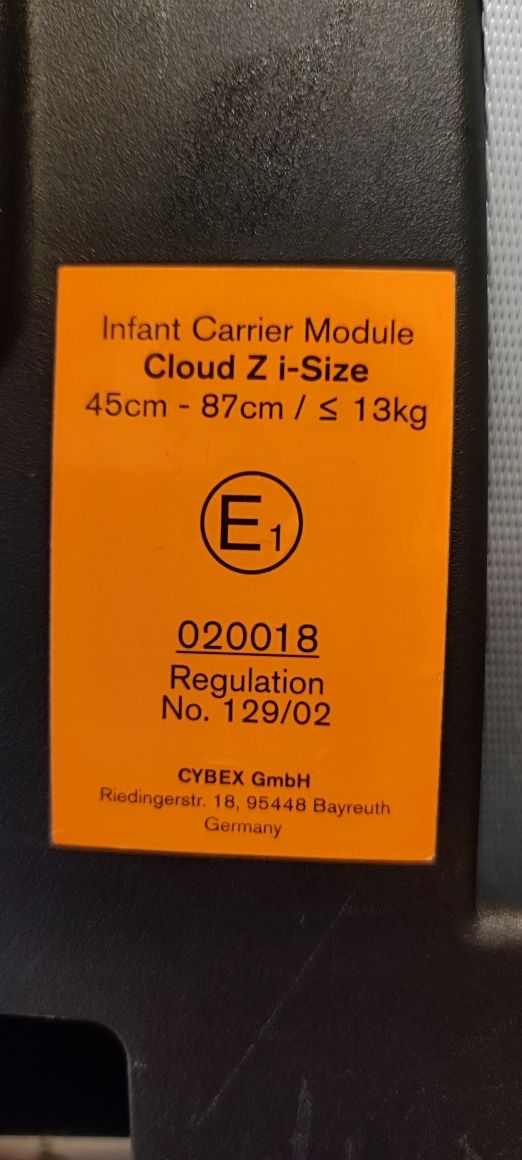 Infant Carrier Module
Cloud Z i-Size
45cm - 87cm / ≤ 13kg
E1
020018
Regulation
No. 129/02
CYBEX GmbH
Riedingerstr. 18, 95448 Bayreuth
Germany